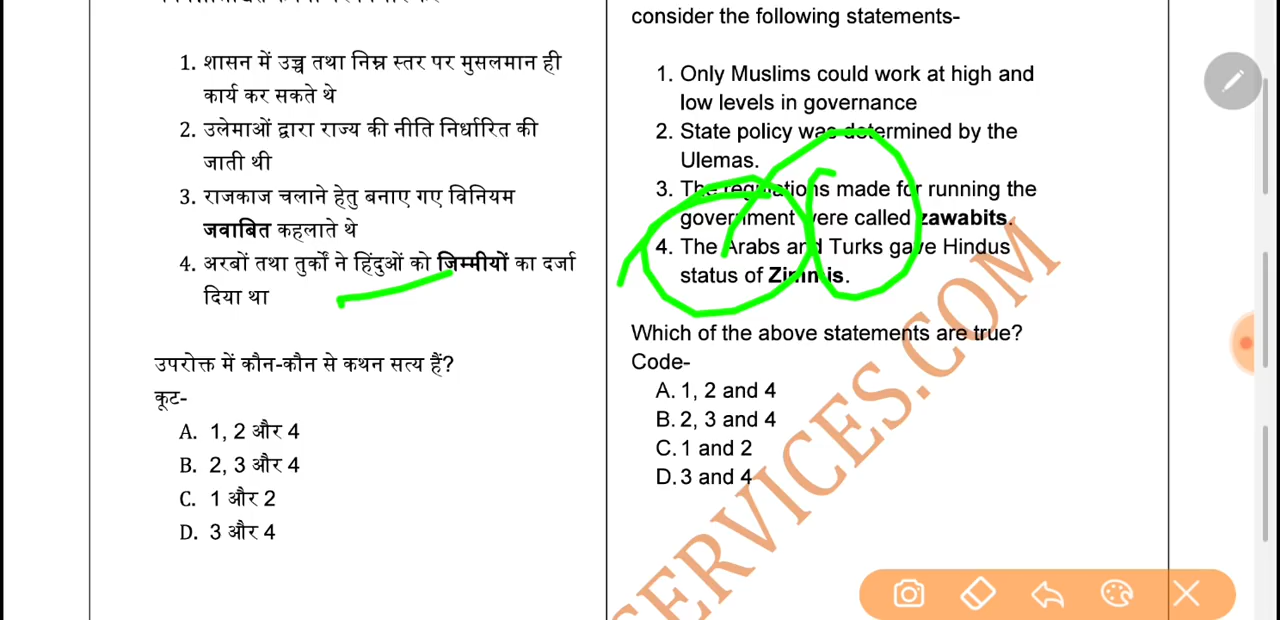 consider the following statements-
1. शासन में उच्च तथा निम्न स्तर पर मुसलमान ही
कार्य कर सकते थे
2. उलेमाओं द्वारा राज्य की नीति निर्धारित की
जाती थी
3. राजकाज चलाने हेतु बनाए गए विनियम
जवाबित कहलाते थे
4. अरबों तथा तुर्कों ने हिंदुओं को जिम्मीयों का दर्जा
दिया था
उपरोक्त में कौन-कौन से कथन सत्य हैं?
कूट-
A. 1, 2 और 4
B. 2, 3 और 4
C. 1 और 2
D. 3 और 4
1. Only Muslims could work at high and
low levels in governance
2. State policy was determined by the
Ulemas.
3. The regulations made for running the
government were called zawabits.
4. The Arabs and Turks gave Hindus
status of Zimmis.
Which of the above statements are true?
Code-
A. 1, 2 and 4
B. 2, 3 and 4
C. 1 and 2
D. 3 and 4
SERVICES.COM